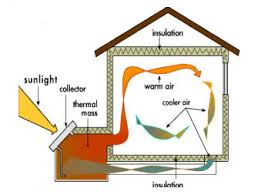 insulation
sunlight
warm air
collector
cooler air
thermal
mass
insulation